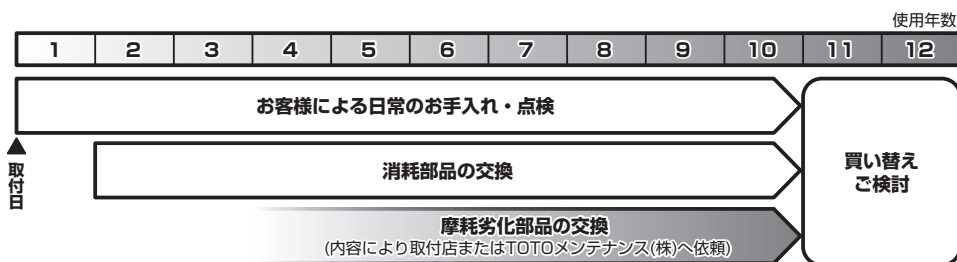 使用年数
1 2 3 4 5 6 7 8 9 10 11 12
お客様による日常のお手入れ・点検
取付日
消耗部品の交換
買い替え
ご検討
摩耗劣化部品の交換
(内容により取付店またはTOTOメンテナンス(株)へ依頼)